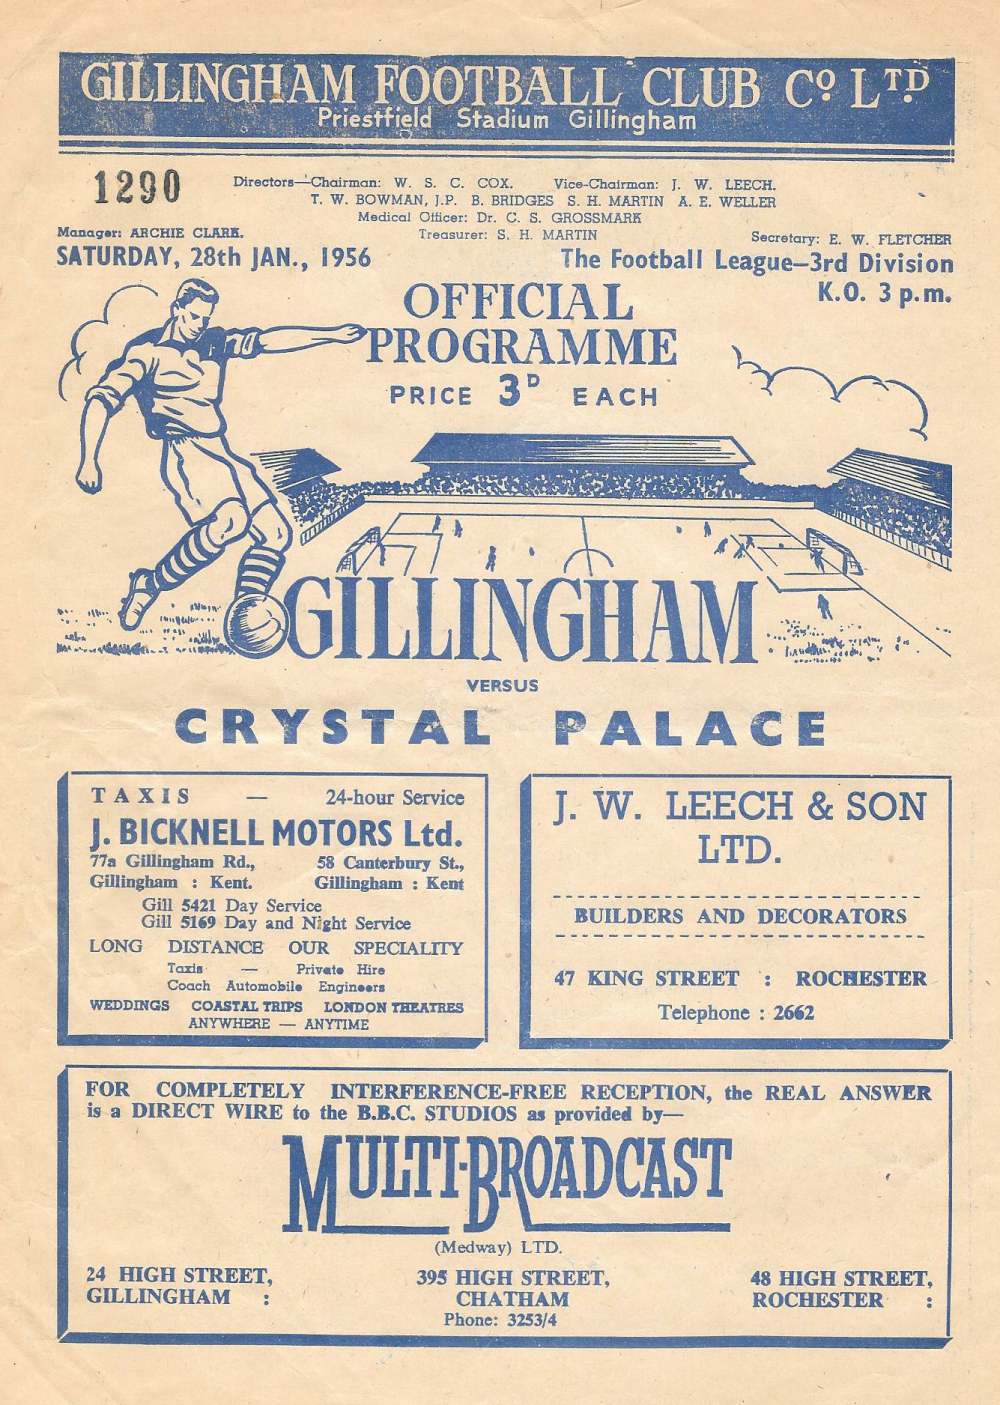 GILLINGHAM FOOTBALL CLUB Cº LTD
Priestfield Stadium Gillingham
1290
Directors—Chairman: W. S. C. COX. Vice-Chairman: J. W. LEECH.
T. W. BOWMAN, J.P. B. BRIDGES S. H. MARTIN A. E. WELLER
Medical Officer: Dr. C. S. GROSSMARK
Manager: ARCHIE CLARK. Treasurer: S. H. MARTIN Secretary: E. W. FLETCHER
SATURDAY, 28th JAN., 1956 The Football League—3rd Division
K.O. 3 p.m.
OFFICIAL
PROGRAMME
PRICE 3D EACH
GILLINGHAM
VERSUS
CRYSTAL PALACE
TAXIS — 24-hour Service
J. BICKNELL MOTORS Ltd.
77a Gillingham Rd., 58 Canterbury St.,
Gillingham : Kent. Gillingham : Kent
Gill 5421 Day Service
Gill 5169 Day and Night Service
LONG DISTANCE OUR SPECIALITY
Taxis — Private Hire
Coach Automobile Engineers
WEDDINGS COASTAL TRIPS LONDON THEATRES
ANYWHERE — ANYTIME
J. W. LEECH & SON
LTD.
BUILDERS AND DECORATORS
47 KING STREET : ROCHESTER
Telephone : 2662
FOR COMPLETELY INTERFERENCE-FREE RECEPTION, the REAL ANSWER
is a DIRECT WIRE to the B.B.C. STUDIOS as provided by—
MULTI-BROADCAST
(Medway) LTD.
24 HIGH STREET, 395 HIGH STREET, 48 HIGH STREET,
GILLINGHAM : CHATHAM ROCHESTER :
Phone: 3253/4